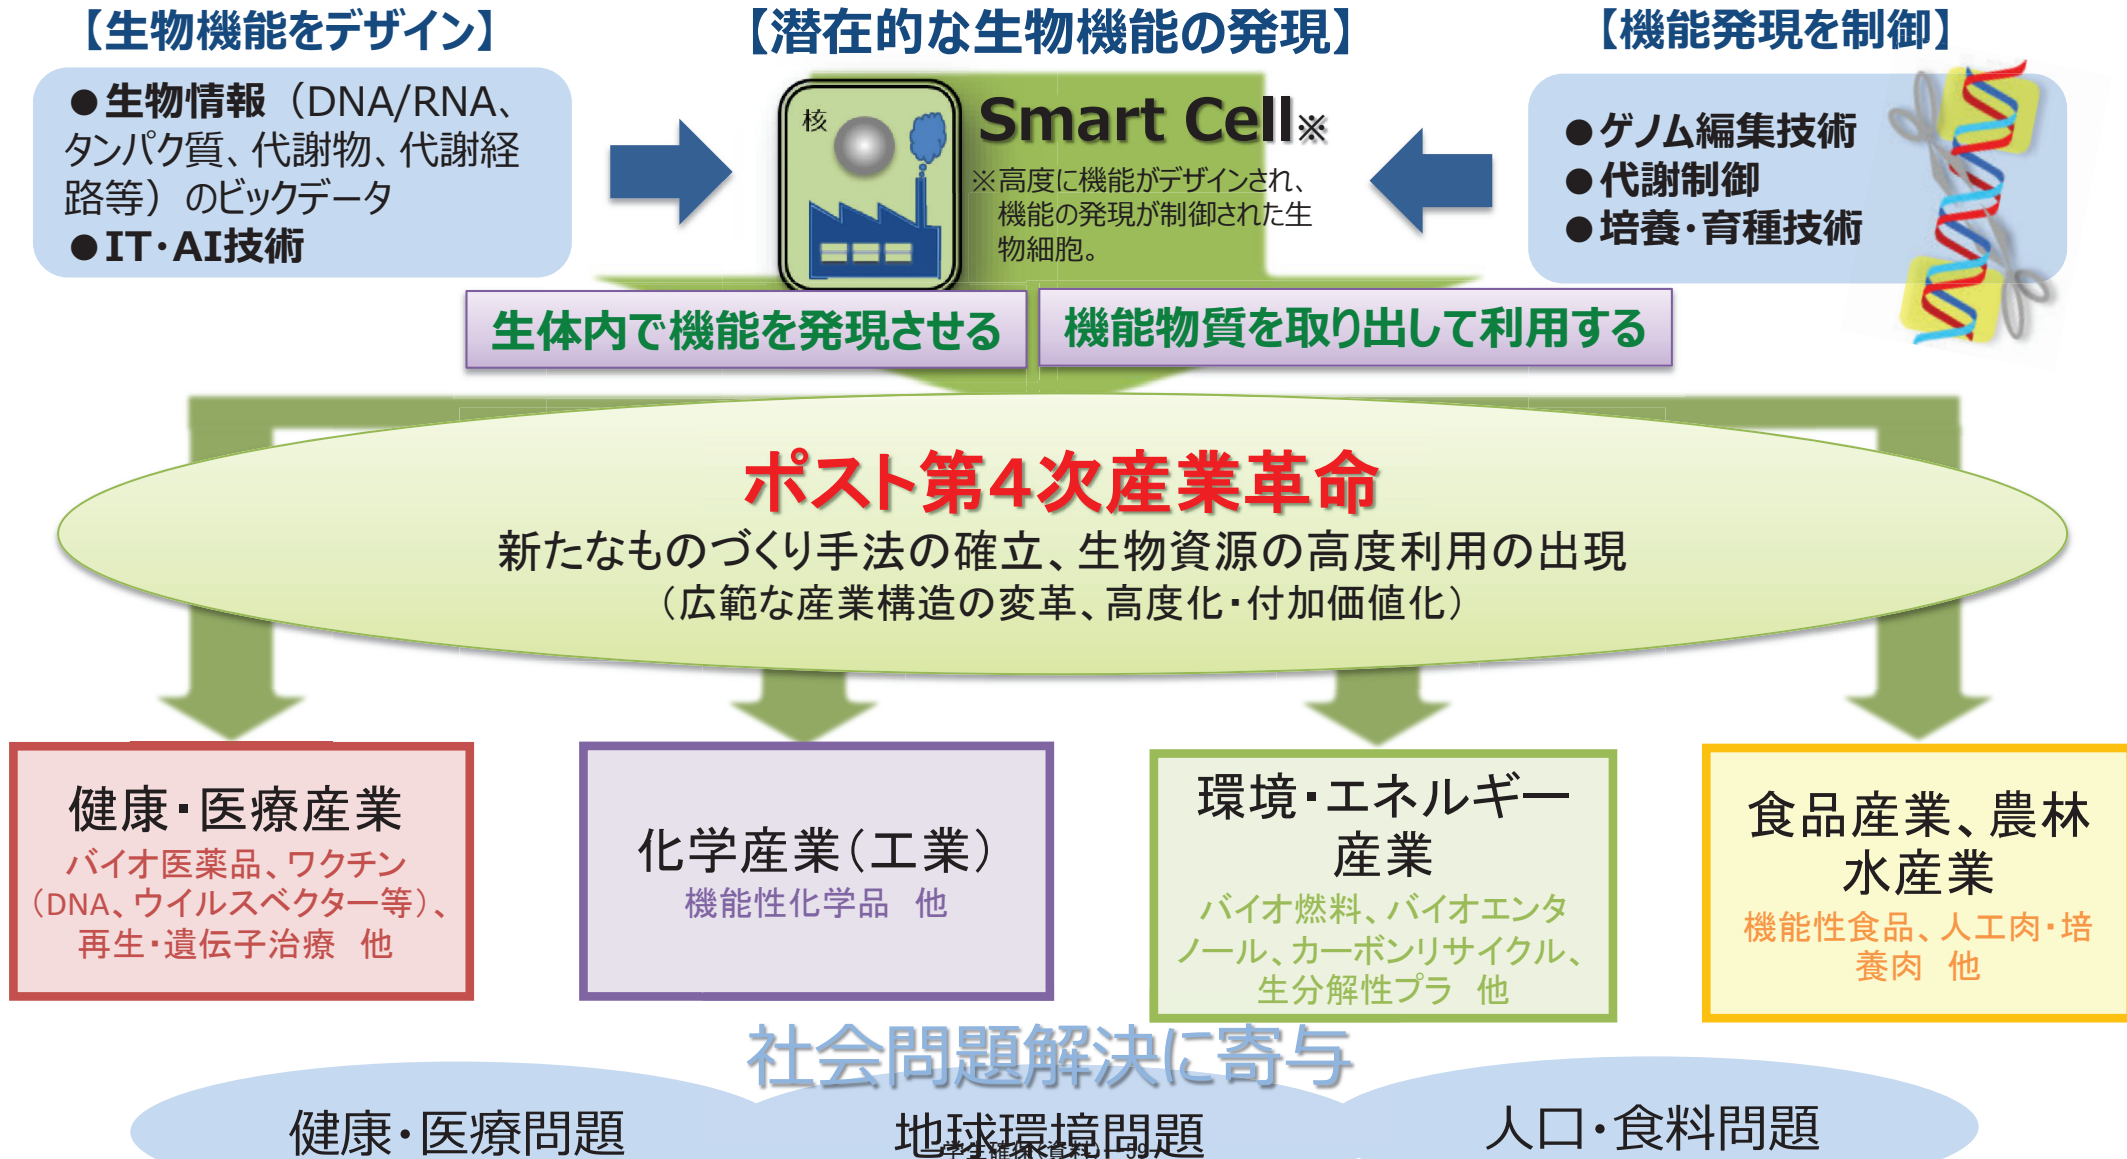 【生物機能をデザイン】
●生物情報（DNA/RNA、
タンパク質、代謝物、代謝経
路等）のビックデータ
●IT・AI技術
【潜在的な生物機能の発現】
核
Smart Cell※
※高度に機能がデザインされ、
機能の発現が制御された生
物細胞。
【機能発現を制御】
●ゲノム編集技術
●代謝制御
●培養・育種技術
生体内で機能を発現させる
機能物質を取り出して利用する
ポスト第4次産業革命
新たなものづくり手法の確立、生物資源の高度利用の出現
（広範な産業構造の変革、高度化・付加価値化）
健康・医療産業
バイオ医薬品、ワクチン
（DNA、ウイルスベクター等）、
再生・遺伝子治療　他
化学産業（工業）
機能性化学品　他
環境・エネルギー
産業
バイオ燃料、バイオエンタ
ノール、カーボンリサイクル、
生分解性プラ　他
食品産業、農林
水産業
機能性食品、人工肉・培
養肉　他
社会問題解決に寄与
健康・医療問題
地球環境問題
人口・食料問題
学生確保(資料)－59－